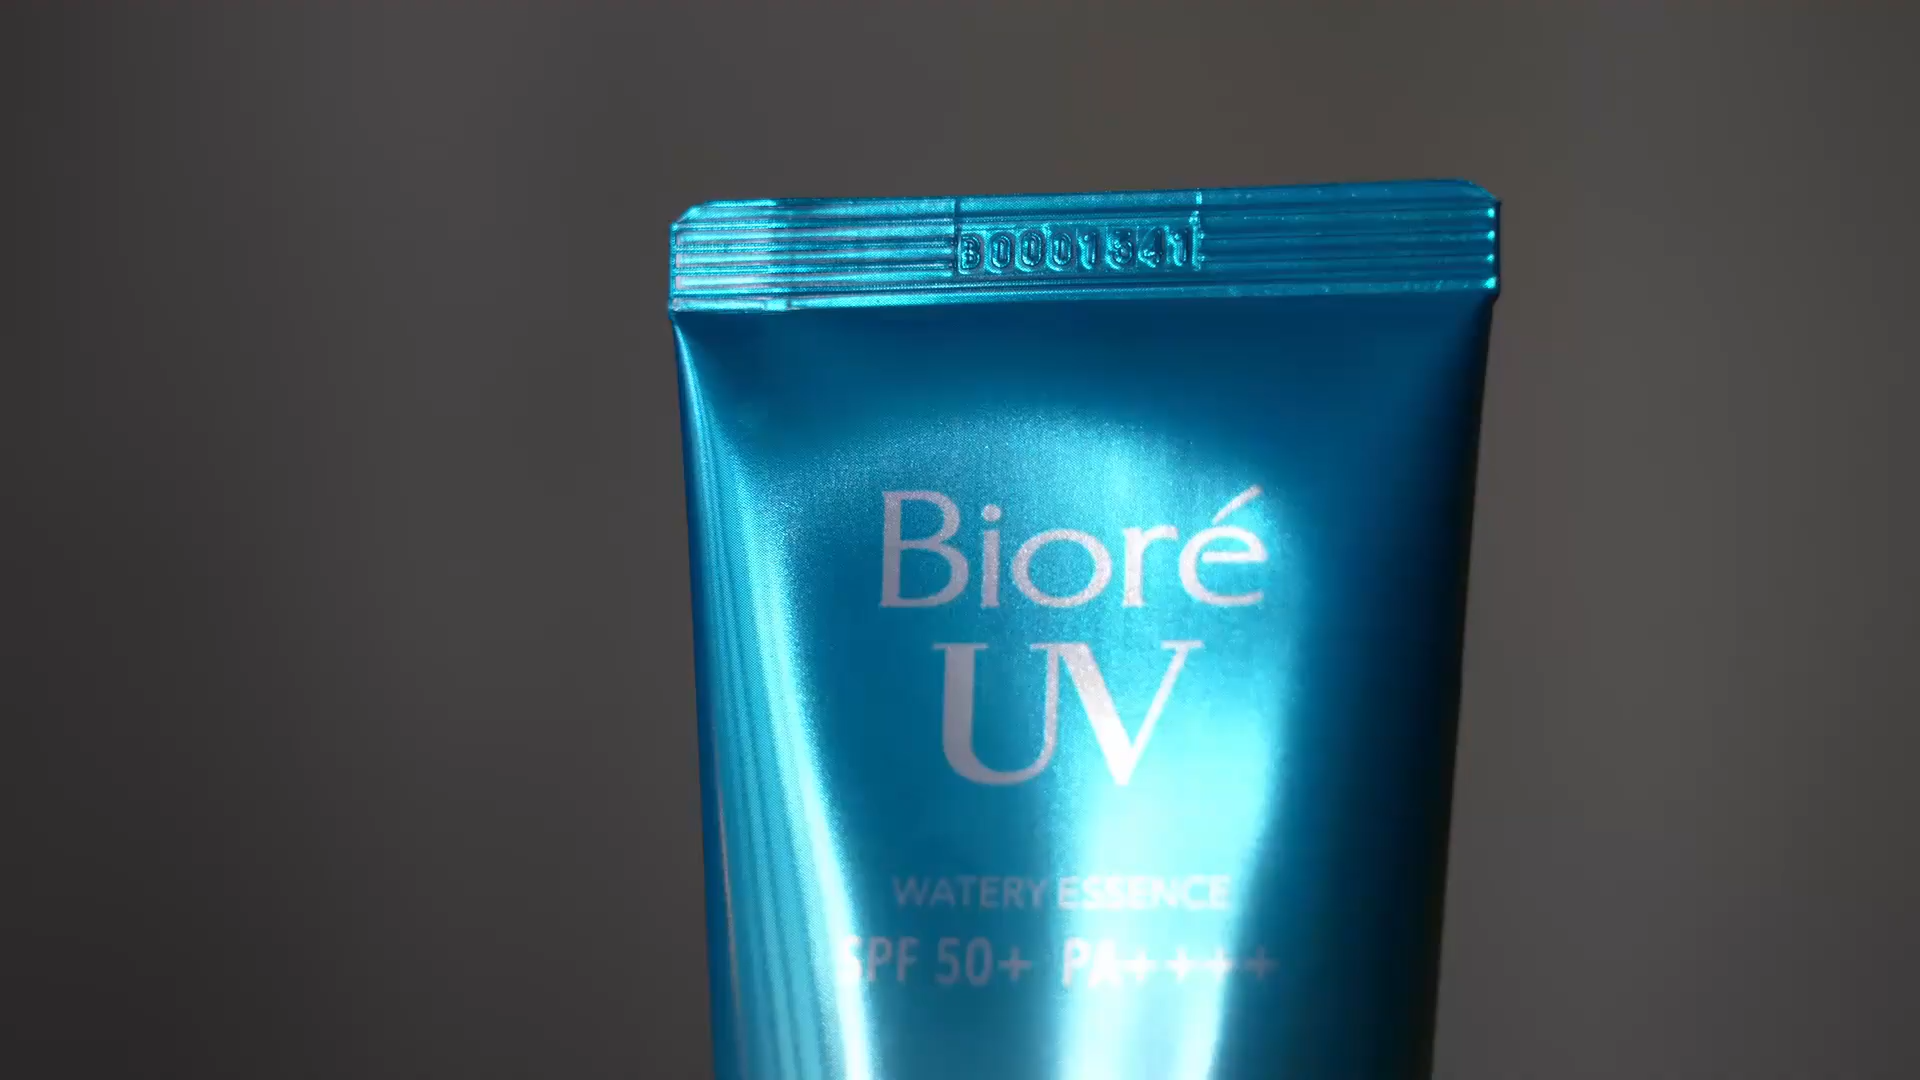 B0001341
Bioré
UV
WATERY ESSENCE
SPF 50+ PA++++